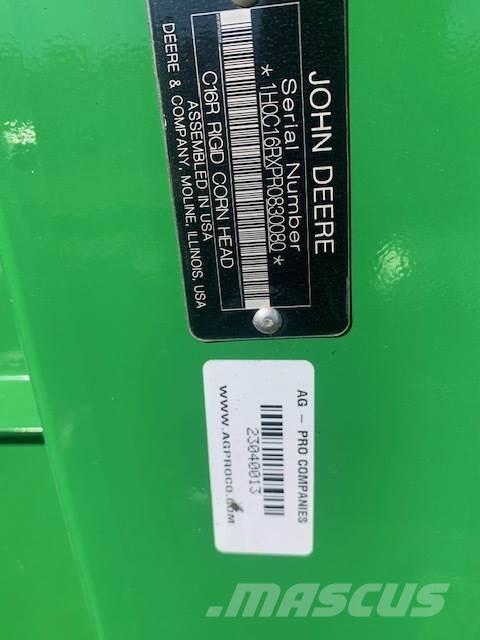 JOHN DEERE
Serial Number
*1H0C16RXPP0830080*
C16R RIGID CORN HEAD
ASSEMBLED IN USA
DEERE & COMPANY, MOLINE, ILLINOIS, USA
AG - PRO COMPANIES
23040013
WWW.AGPROCO.COM
MASCUS